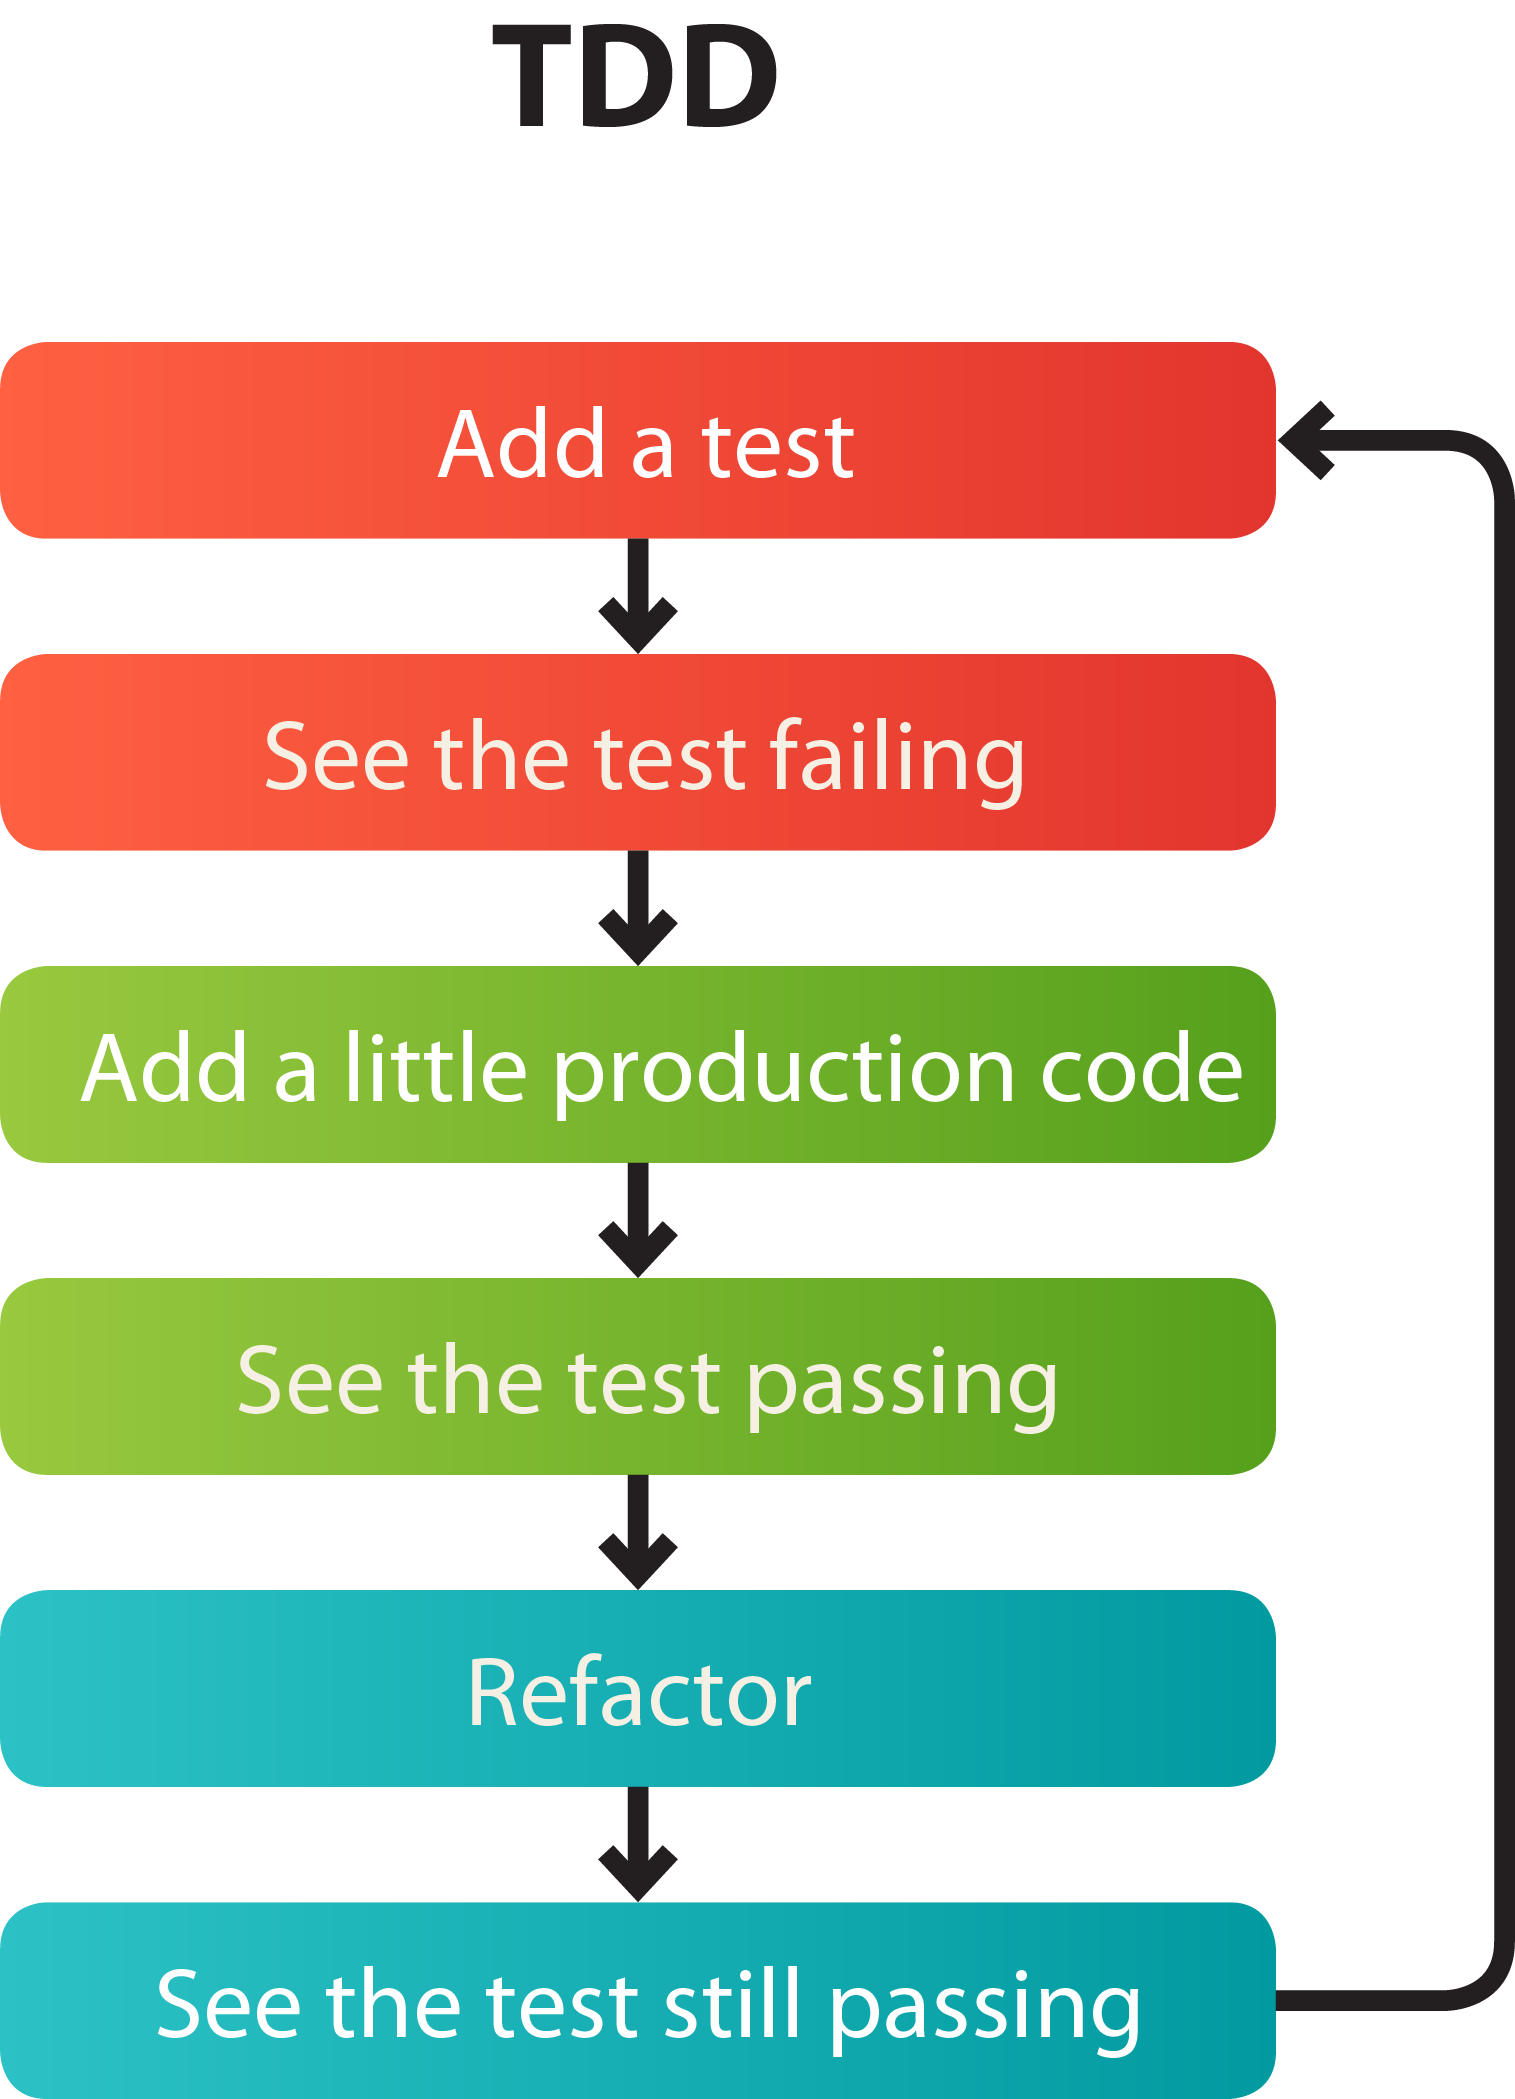 TDD
Add a test
See the test failing
Add a little production code
See the test passing
Refactor
See the test still passing